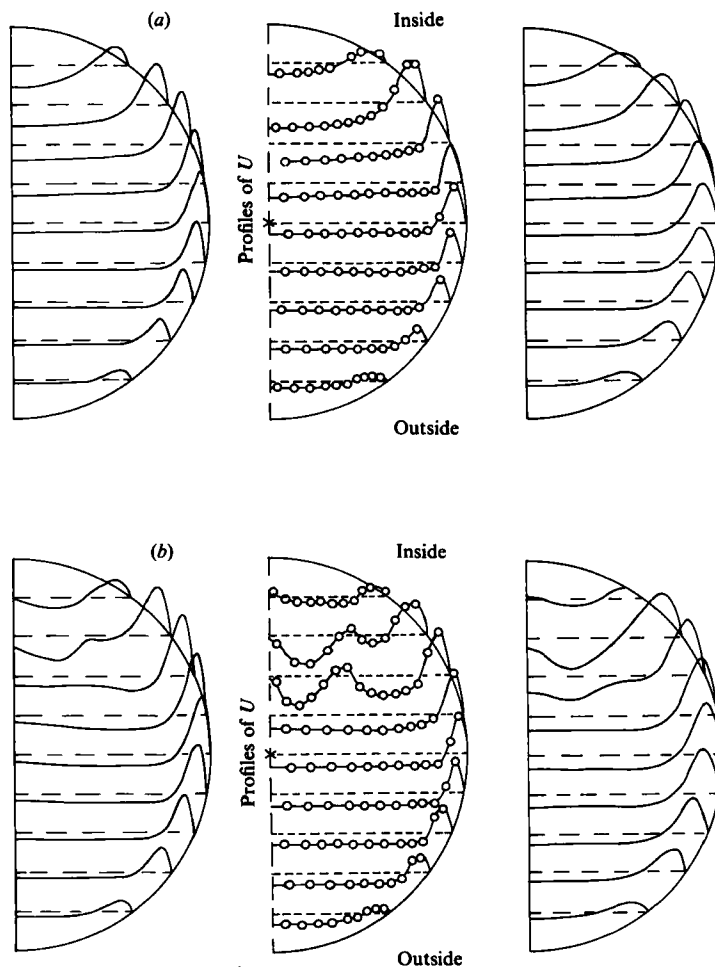 (a)
Inside
Profiles of U
Outside
(b)
Inside
Profiles of U
Outside